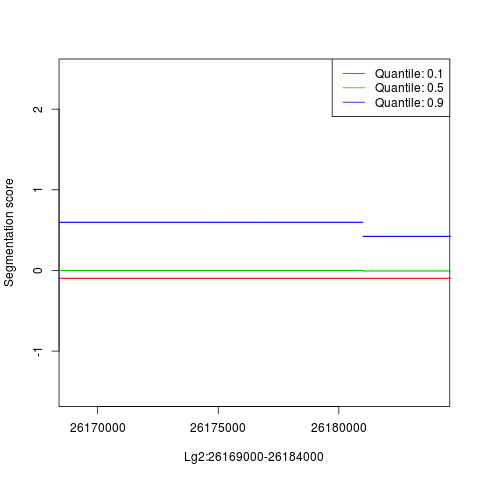 Quantile: 0.1
Quantile: 0.5
Quantile: 0.9
Segmentation score
2
1
0
-1
26170000 26175000 26180000
Lg2:26169000-26184000